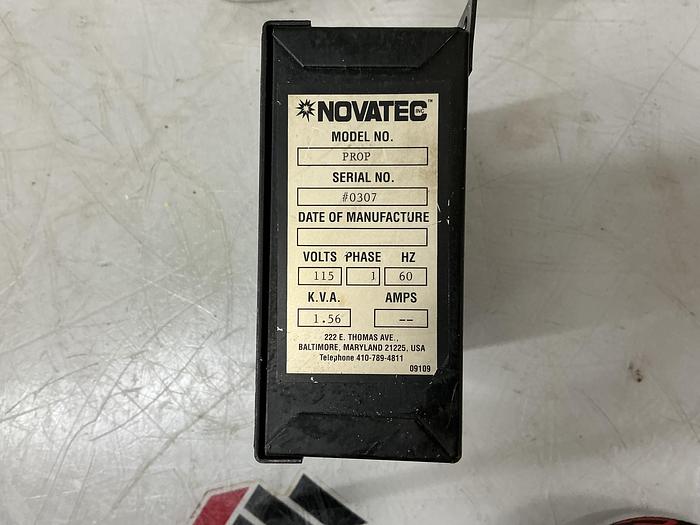 NOVATEC INC ™
MODEL NO.
PROP
SERIAL NO.
#0307
DATE OF MANUFACTURE
VOLTS PHASE HZ
115 1 60
K.V.A. AMPS
1.56 --
222 E. THOMAS AVE.,
BALTIMORE, MARYLAND 21225, USA
Telephone 410-789-4811
09109